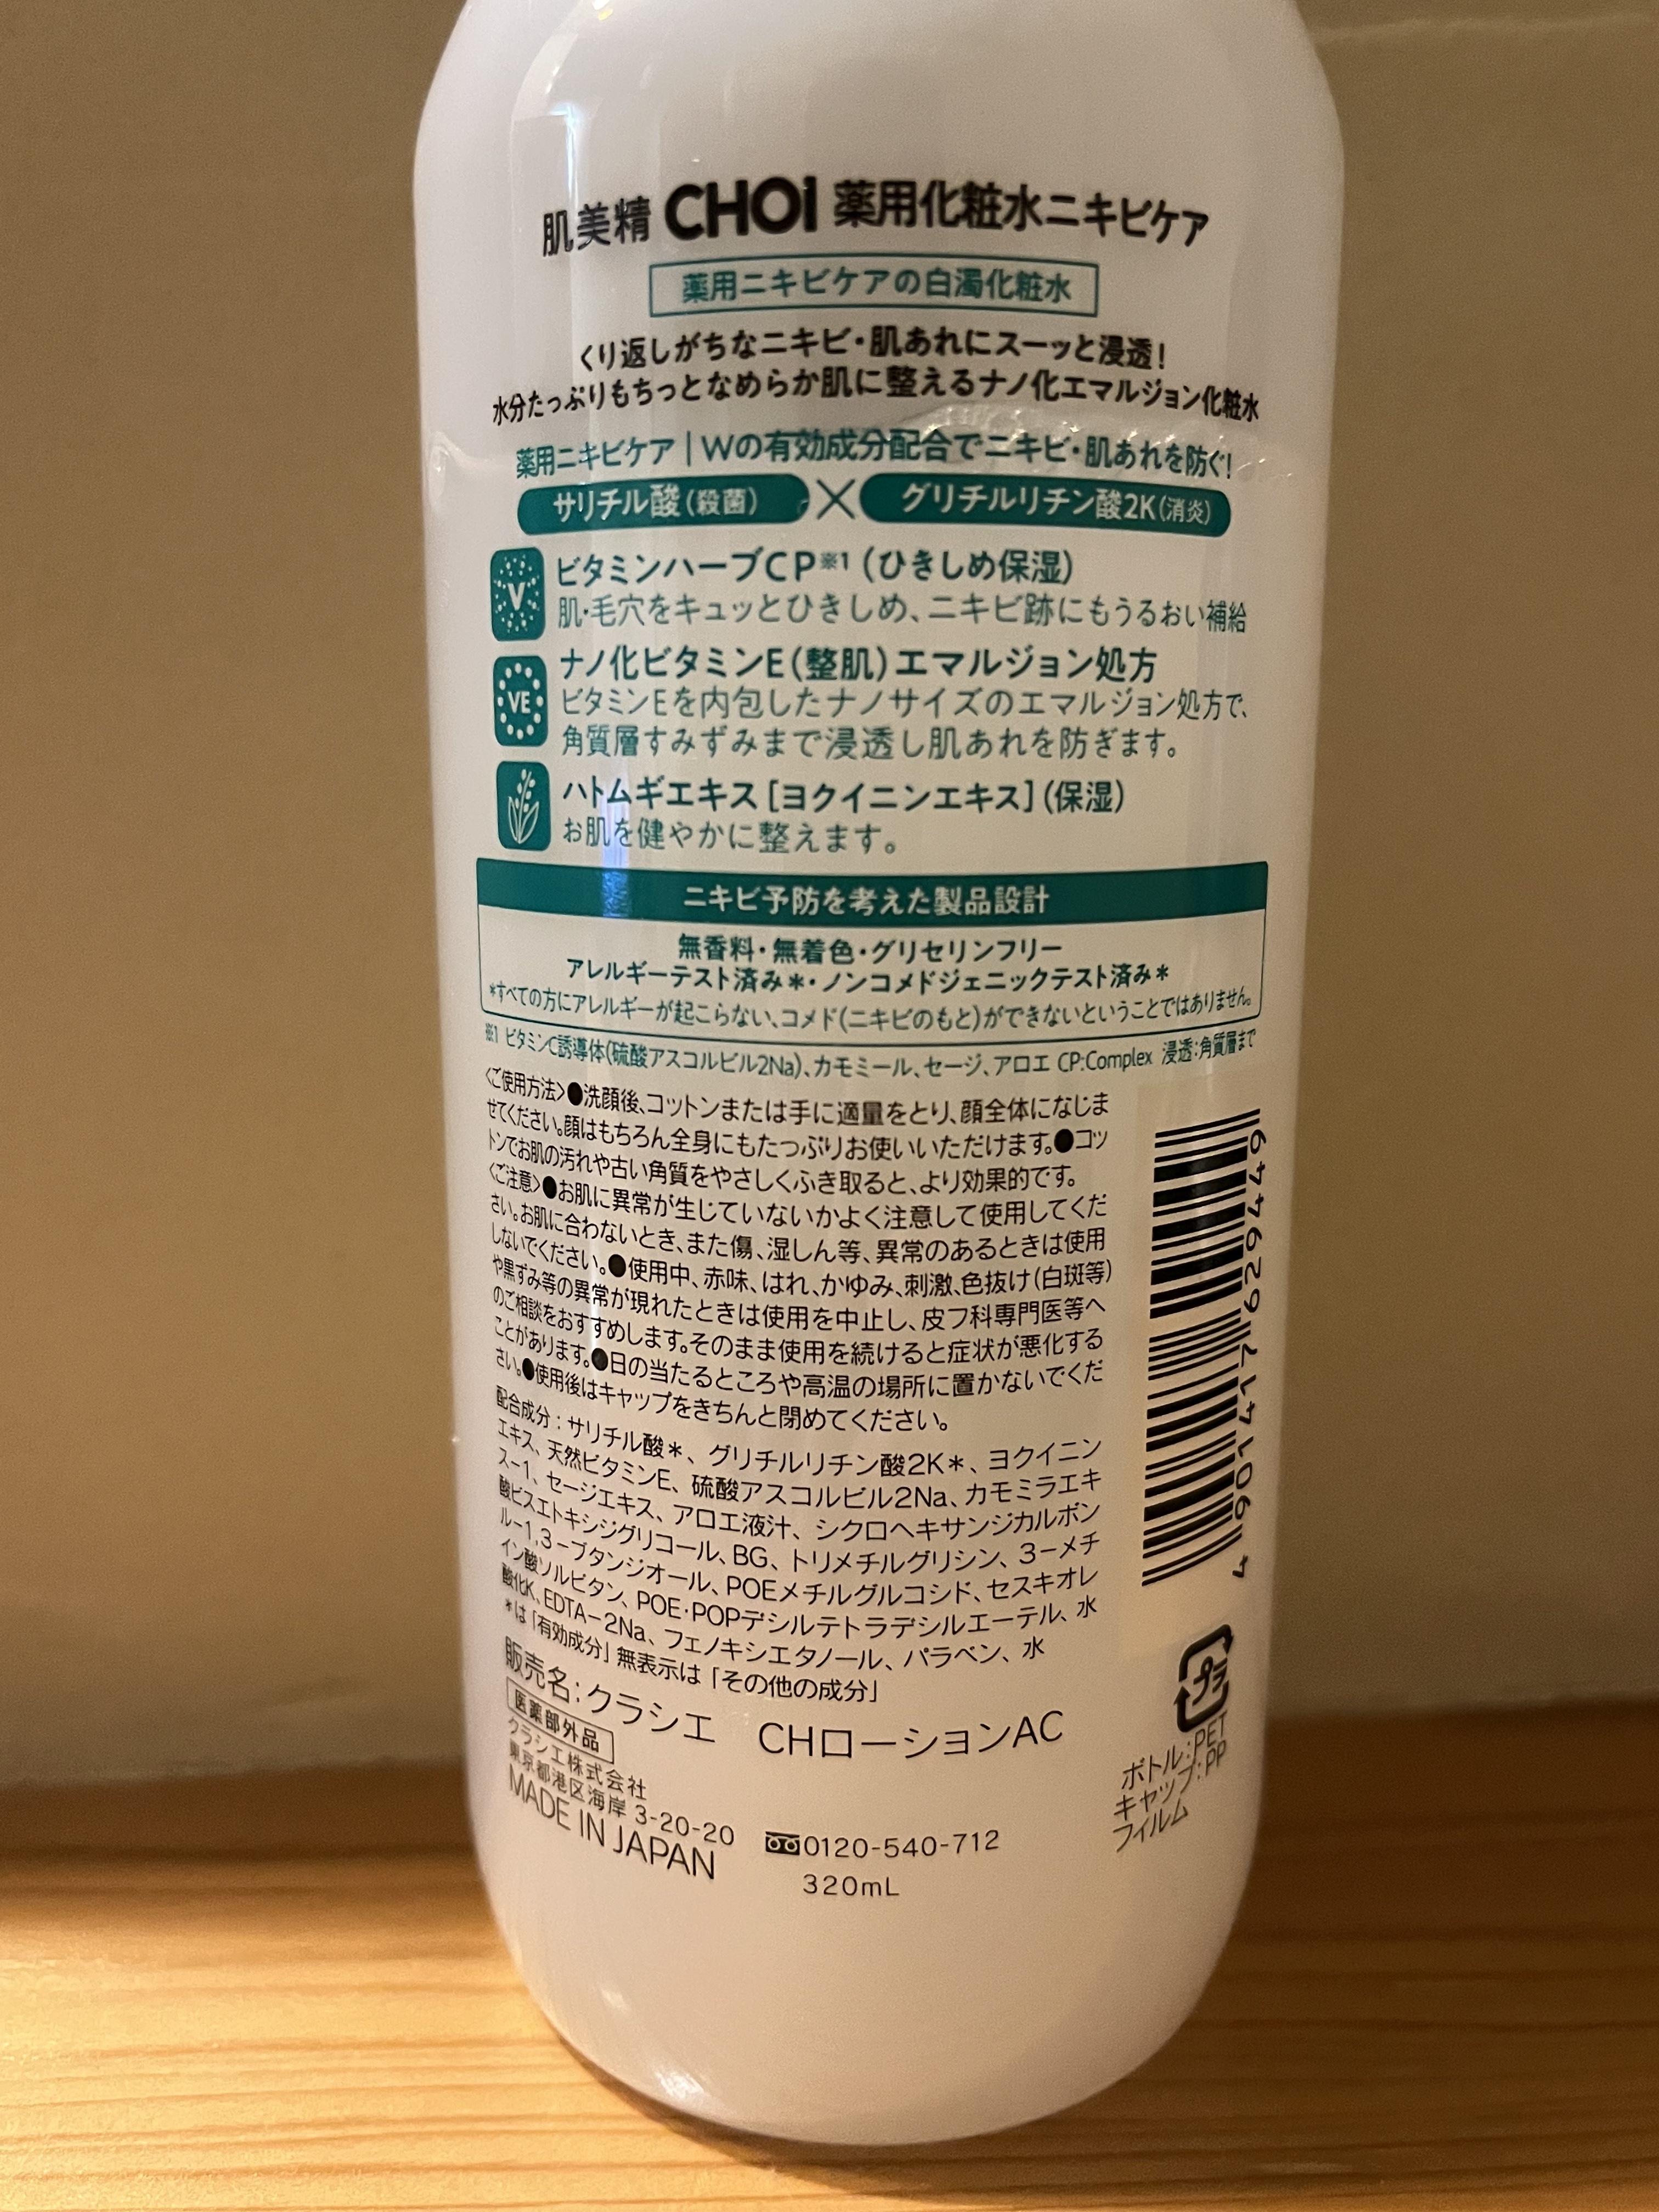 肌美精 CHOI 薬用化粧水ニキビケア
薬用ニキビケアの白濁化粧水
くり返しがちなニキビ・肌あれにスーッと浸透！
水分たっぷりもちっとなめらか肌に整えるナノ化エマルジョン化粧水
薬用ニキビケア｜Wの有効成分配合でニキビ・肌あれを防ぐ！
サリチル酸（殺菌）×グリチルリチン酸2K（消炎）
V ビタミンハーブCP※1（ひきしめ保湿）
肌・毛穴をキュッとひきしめ、ニキビ跡にもうるおい補給
VE ナノ化ビタミンE（整肌）エマルジョン処方
ビタミンEを内包したナノサイズのエマルジョン処方で、
角質層すみずみまで浸透し肌あれを防ぎます。
ハトムギエキス［ヨクイニンエキス］（保湿）
お肌を健やかに整えます。
ニキビ予防を考えた製品設計
無香料・無着色・グリセリンフリー
アレルギーテスト済み＊・ノンコメドジェニックテスト済み＊
＊すべての方にアレルギーが起こらない、コメド（ニキビのもと）ができないということではありません。
※1 ビタミンC誘導体（硫酸アスコルビル2Na）、カモミール、セージ、アロエ CP:Complex 浸透：角質層まで
〈ご使用方法〉●洗顔後、コットンまたは手に適量をとり、顔全体になじま
せてください。顔はもちろん全身にもたっぷりお使いいただけます。●コッ
トンでお肌の汚れや古い角質をやさしくふき取ると、より効果的です。
〈ご注意〉●お肌に異常が生じていないかよく注意して使用してくだ
さい。お肌に合わないとき、また傷、湿しん等、異常のあるときは使用
しないでください。●使用中、赤味、はれ、かゆみ、刺激、色抜け（白斑等）
や黒ずみ等の異常が現れたときは使用を中止し、皮フ科専門医等へ
のご相談をおすすめします。そのまま使用を続けると症状が悪化する
ことがあります。●日の当たるところや高温の場所に置かないでくだ
さい。●使用後はキャップをきちんと閉めてください。
配合成分：サリチル酸＊、グリチルリチン酸2K＊、ヨクイニン
エキス、天然ビタミンE、硫酸アスコルビル2Na、カモミラエキ
ス－1、セージエキス、アロエ液汁、シクロヘキサンジカルボン
酸ビスエトキシジグリコール、BG、トリメチルグリシン、3－メチ
ル－1,3－ブタンジオール、POEメチルグルコシド、セスキオレ
イン酸ソルビタン、POE・POPデシルテトラデシルエーテル、水
酸化K、EDTA－2Na、フェノキシエタノール、パラベン、水
＊は「有効成分」無表示は「その他の成分」
販売名：クラシエ CHローションAC
医薬部外品
クラシエ株式会社
東京都港区海岸 3-20-20
MADE IN JAPAN
0120-540-712
320mL
4 901417 629449
プラ
ボトル：PET
キャップ：PP
フィルム